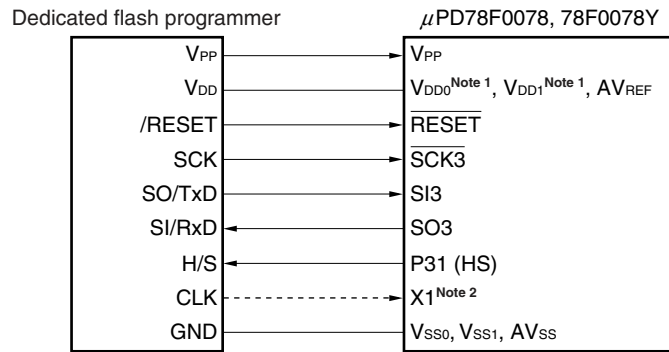 Dedicated flash programmer μPD78F0078, 78F0078Y
VPP VPP
VDD VDD0Note 1, VDD1Note 1, AVREF
/RESET RESET
SCK SCK3
SO/TxD SI3
SI/RxD SO3
H/S P31 (HS)
CLK X1Note 2
GND VSS0, VSS1, AVSS